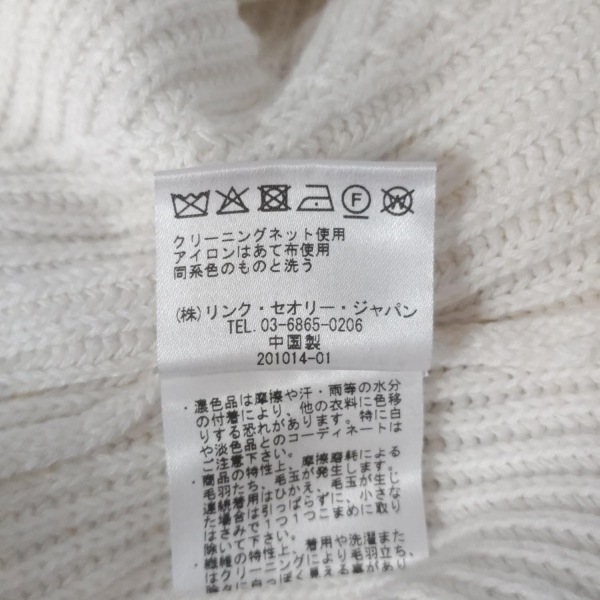 F
W
クリーニングネット使用
アイロンはあて布使用
同系色のものと洗う
(株)リンク・セオリー・ジャパン
TEL.03-6865-0206
中国製
201014-01
・濃色品は摩擦や汗・雨等の水分
の付着により、他の衣料に色移
りする恐れがあります。特に白
や淡色品とのコーディネートは
ご注意下さい。
・商品の特性上、摩擦磨耗による
毛羽たち、毛玉が発生します。
連続着用はひかえ、毛玉が生じ
た場合は引っぱらずに、小さな
はさみで1つ1つこまめに取り
除いて下さい。
・繊維の特性上、着用や洗濯また
はクリーニングにより毛羽立ち、